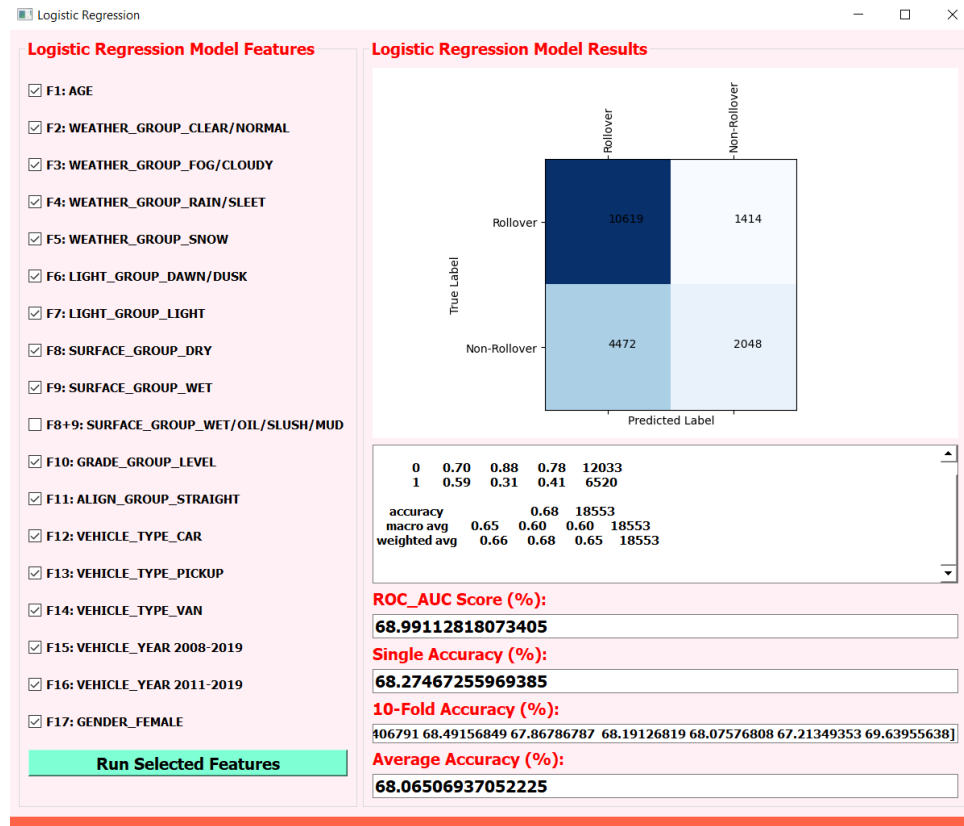 Logistic Regression
Logistic Regression Model Features
F1: AGE
F2: WEATHER_GROUP_CLEAR/NORMAL
F3: WEATHER_GROUP_FOG/CLOUDY
F4: WEATHER_GROUP_RAIN/SLEET
F5: WEATHER_GROUP_SNOW
F6: LIGHT_GROUP_DAWN/DUSK
F7: LIGHT_GROUP_LIGHT
F8: SURFACE_GROUP_DRY
F9: SURFACE_GROUP_WET
F8+9: SURFACE_GROUP_WET/OIL/SLUSH/MUD
F10: GRADE_GROUP_LEVEL
F11: ALIGN_GROUP_STRAIGHT
F12: VEHICLE_TYPE_CAR
F13: VEHICLE_TYPE_PICKUP
F14: VEHICLE_TYPE_VAN
F15: VEHICLE_YEAR 2008-2019
F16: VEHICLE_YEAR 2011-2019
F17: GENDER_FEMALE
Run Selected Features
Logistic Regression Model Results
Rollover
Non-Rollover
True Label
Rollover
10619 1414
Non-Rollover
4472 2048
Predicted Label
0 0.70 0.88 0.78 12033
1 0.59 0.31 0.41 6520
accuracy 0.68 18553
macro avg 0.65 0.60 0.60 18553
weighted avg 0.66 0.68 0.65 18553
ROC_AUC Score (%):
68.99112818073405
Single Accuracy (%):
68.27467255969385
10-Fold Accuracy (%):
406791 68.49156849 67.86786787 68.19126819 68.07576808 67.21349353 69.63955638]
Average Accuracy (%):
68.06506937052225